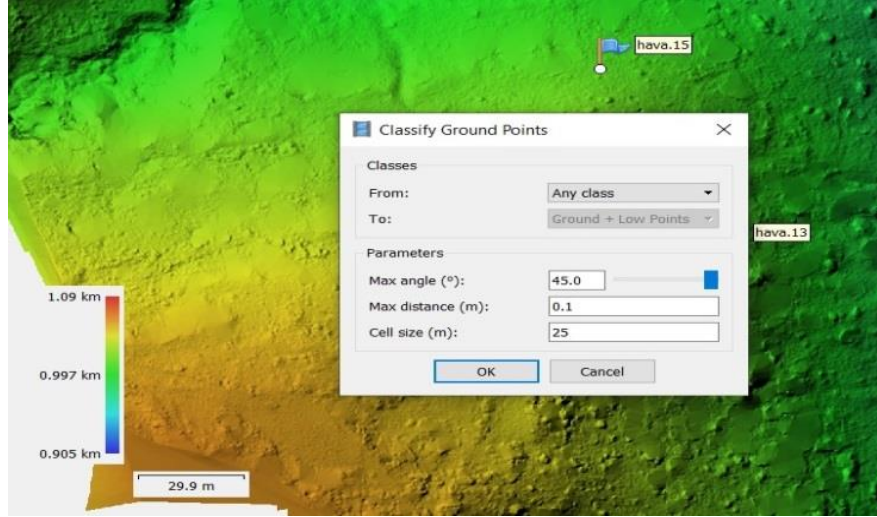 hava.15
Classify Ground Points
Classes
From: Any class
To: Ground + Low Points
hava.13
Parameters
Max angle (°): 45.0
Max distance (m): 0.1
Cell size (m): 25
OK Cancel
1.09 km
0.997 km
0.905 km
29.9 m